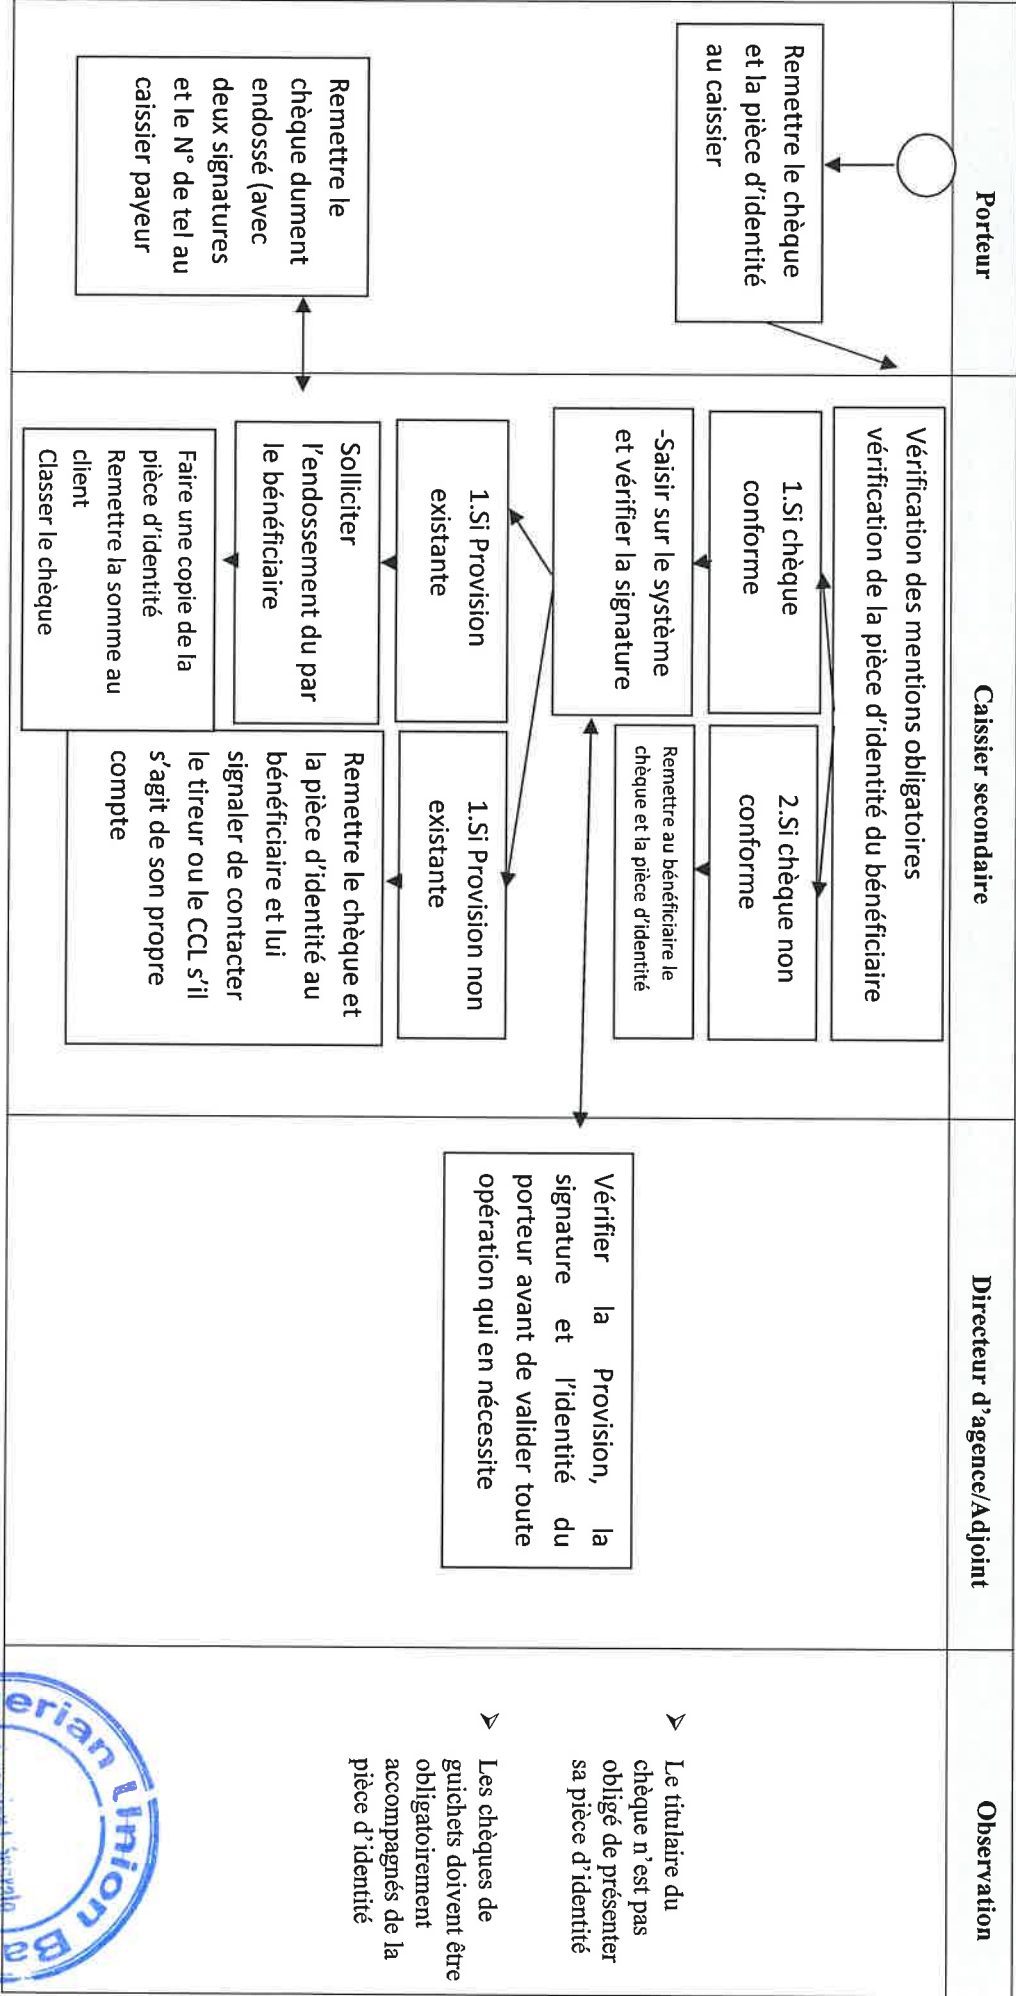 Porteur
Caissier secondaire
Directeur d'agence/Adjoint
Observation
Remettre le chèque
et la pièce d'identité
au caissier
Remettre le
chèque dument
endossé (avec
deux signatures
et le N° de tel au
caissier payeur
Vérification des mentions obligatoires
vérification de la pièce d'identité du bénéficiaire
1.Si chèque
conforme
2.Si chèque non
conforme
-Saisir sur le système
et vérifier la signature
Remettre au bénéficiaire le
chèque et la pièce d'identité
1.Si Provision
existante
1.Si Provision non
existante
Solliciter
l'endossement du par
le bénéficiaire
Remettre le chèque et
la pièce d'identité au
bénéficiaire et lui
signaler de contacter
le tireur ou le CCL s'il
s'agit de son propre
compte
Faire une copie de la
pièce d'identité
Remettre la somme au
client
Classer le chèque
Vérifier la Provision, la
signature et l'identité du
porteur avant de valider toute
opération qui en nécessite
➢ Le titulaire du
chèque n'est pas
obligé de présenter
sa pièce d'identité
➢ Les chèques de
guichets doivent être
obligatoirement
accompagnés de la
pièce d'identité
erian Union Ba